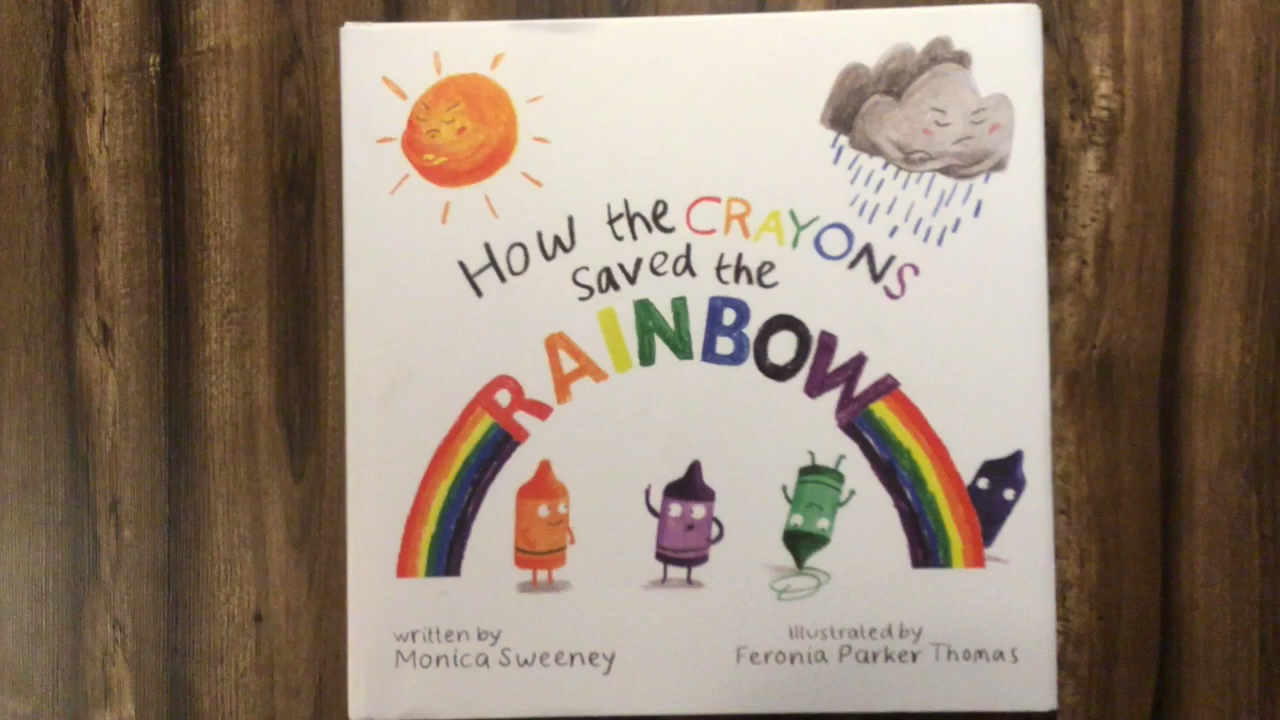 How the CRAYONS
saved the
RAINBOW
written by
Monica Sweeney
Illustrated by
Feronia Parker Thomas